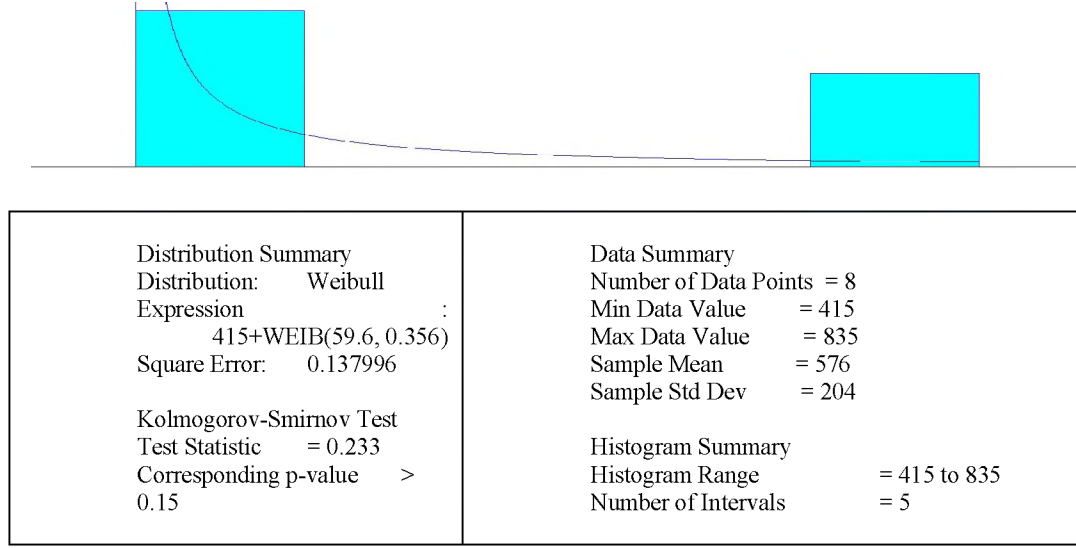 Distribution Summary
Distribution: Weibull
Expression :
415+WEIB(59.6, 0.356)
Square Error: 0.137996
Kolmogorov-Smirnov Test
Test Statistic = 0.233
Corresponding p-value >
0.15
Data Summary
Number of Data Points = 8
Min Data Value = 415
Max Data Value = 835
Sample Mean = 576
Sample Std Dev = 204
Histogram Summary
Histogram Range = 415 to 835
Number of Intervals = 5